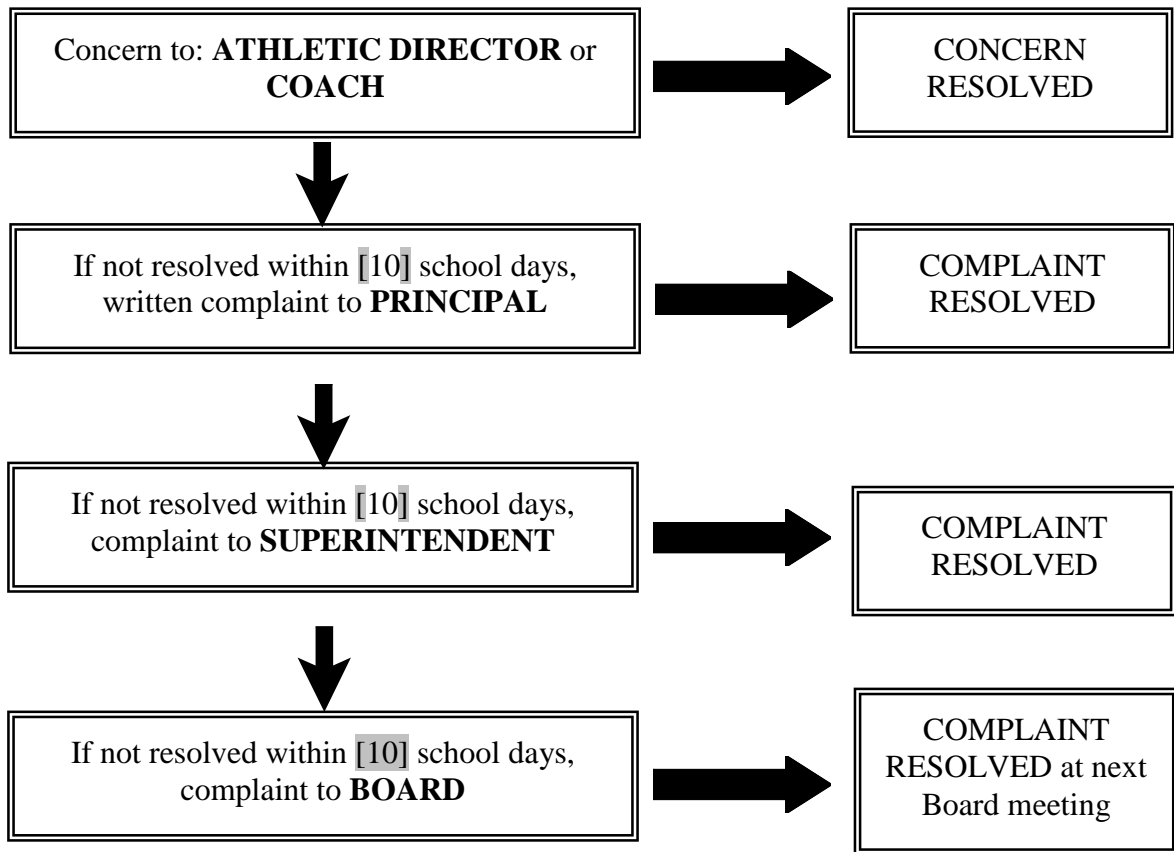 Concern to: ATHLETIC DIRECTOR or
COACH
CONCERN
RESOLVED
If not resolved within [10] school days,
written complaint to PRINCIPAL
COMPLAINT
RESOLVED
If not resolved within [10] school days,
complaint to SUPERINTENDENT
COMPLAINT
RESOLVED
If not resolved within [10] school days,
complaint to BOARD
COMPLAINT
RESOLVED at next
Board meeting